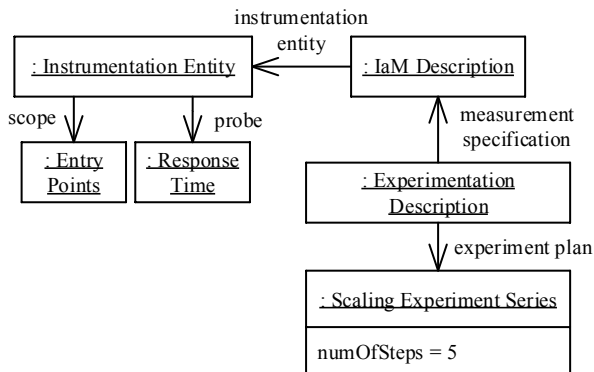 instrumentation
entity
: Instrumentation Entity
: IaM Description
scope
probe
measurement
specification
: Entry
Points
: Response
Time
: Experimentation
Description
experiment plan
: Scaling Experiment Series
numOfSteps = 5